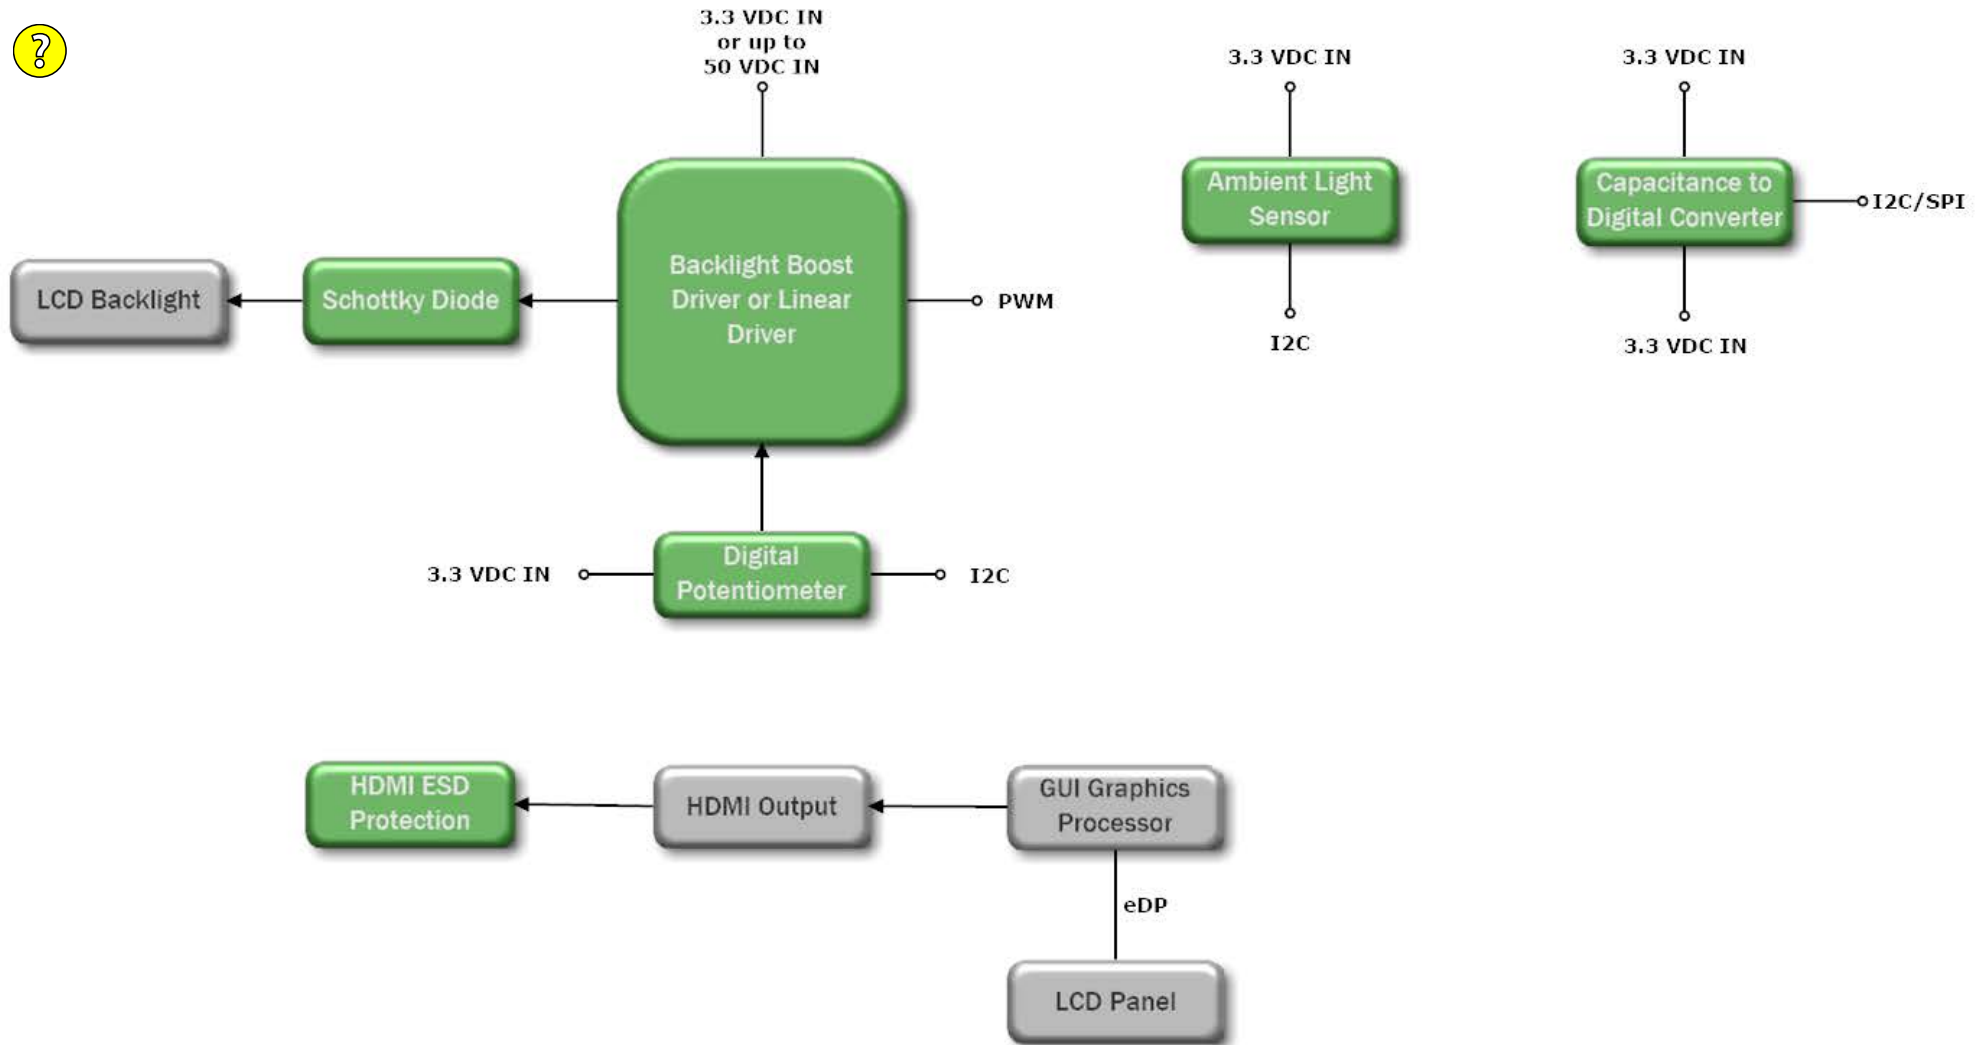 ?
3.3 VDC IN
or up to
50 VDC IN
3.3 VDC IN
3.3 VDC IN
Ambient Light
Sensor
Capacitance to
Digital Converter
I2C/SPI
Backlight Boost
Driver or Linear
Driver
LCD Backlight
Schottky Diode
PWM
I2C
3.3 VDC IN
3.3 VDC IN
Digital
Potentiometer
I2C
HDMI ESD
Protection
HDMI Output
GUI Graphics
Processor
eDP
LCD Panel